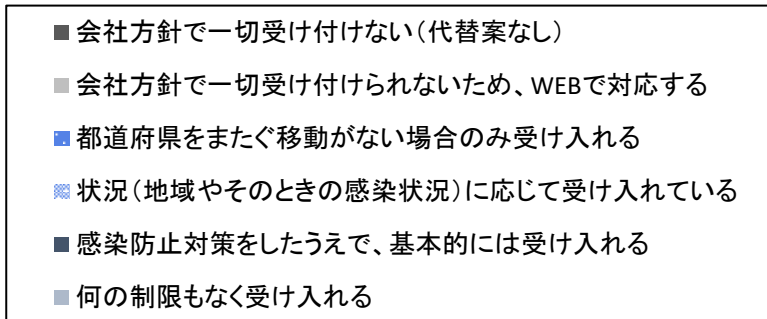 会社方針で一切受け付けない(代替案なし)
会社方針で一切受け付けられないため、WEBで対応する
都道府県をまたぐ移動がない場合のみ受け入れる
状況(地域やそのときの感染状況)に応じて受け入れている
感染防止対策をしたうえで、基本的には受け入れる
何の制限もなく受け入れる